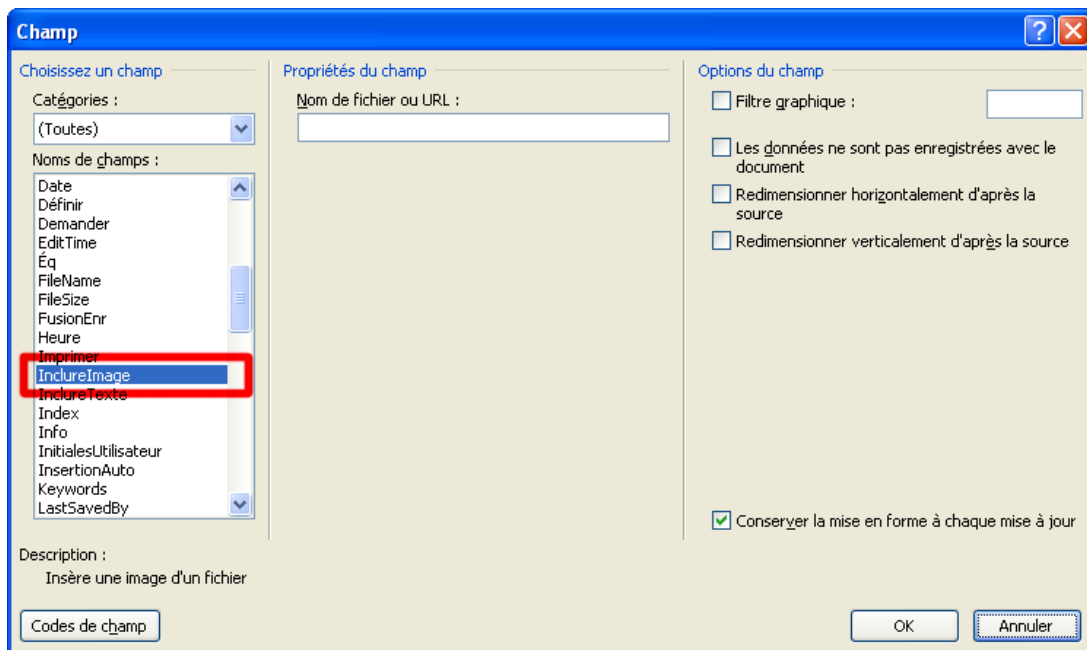 Champ
Choisissez un champ
Catégories :
(Toutes)
Noms de champs :
Date
Définir
Demander
EditTime
Éq
FileName
FileSize
FusionEnr
Heure
Imprimer
InclureImage
InclureTexte
Index
Info
InitialesUtilisateur
InsertionAuto
Keywords
LastSavedBy
Propriétés du champ
Nom de fichier ou URL :
Options du champ
Filtre graphique :
Les données ne sont pas enregistrées avec le
document
Redimensionner horizontalement d'après la
source
Redimensionner verticalement d'après la source
Conserver la mise en forme à chaque mise à jour
Description :
Insère une image d'un fichier
Codes de champ
OK
Annuler